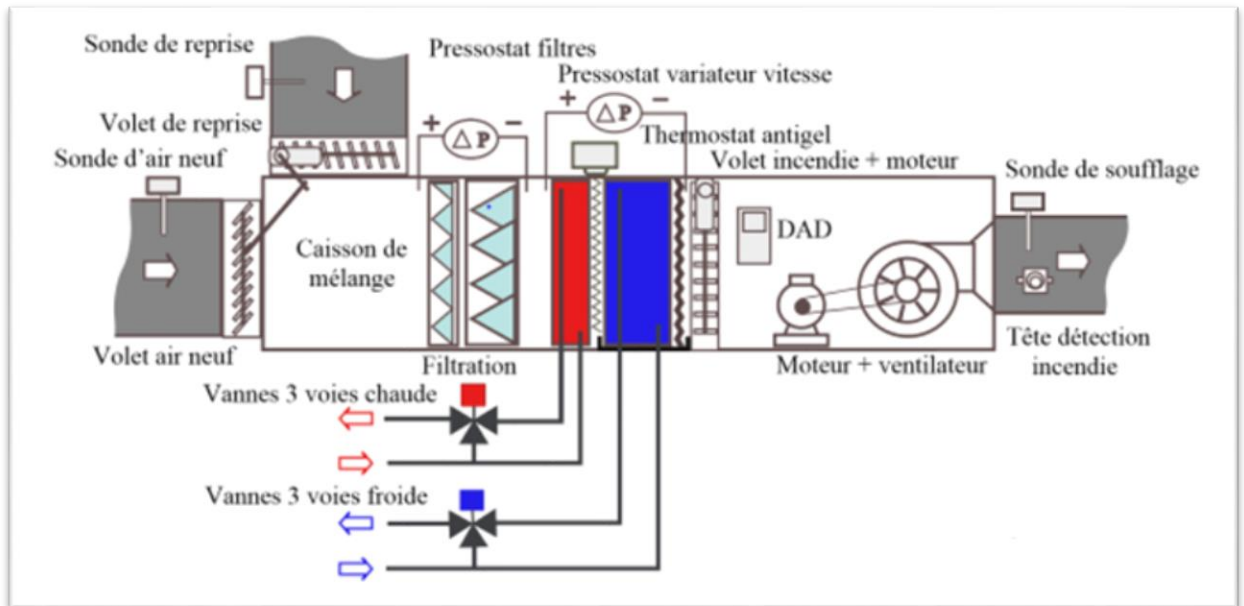 Sonde de reprise
Pressostat filtres
Pressostat variateur vitesse
+
−
+
−
Δ P
Δ P
Volet de reprise
Thermostat antigel
Sonde d'air neuf
Volet incendie + moteur
Sonde de soufflage
DAD
Caisson de
mélange
Volet air neuf
Filtration
Moteur + ventilateur
Tête détection
incendie
Vannes 3 voies chaude
Vannes 3 voies froide